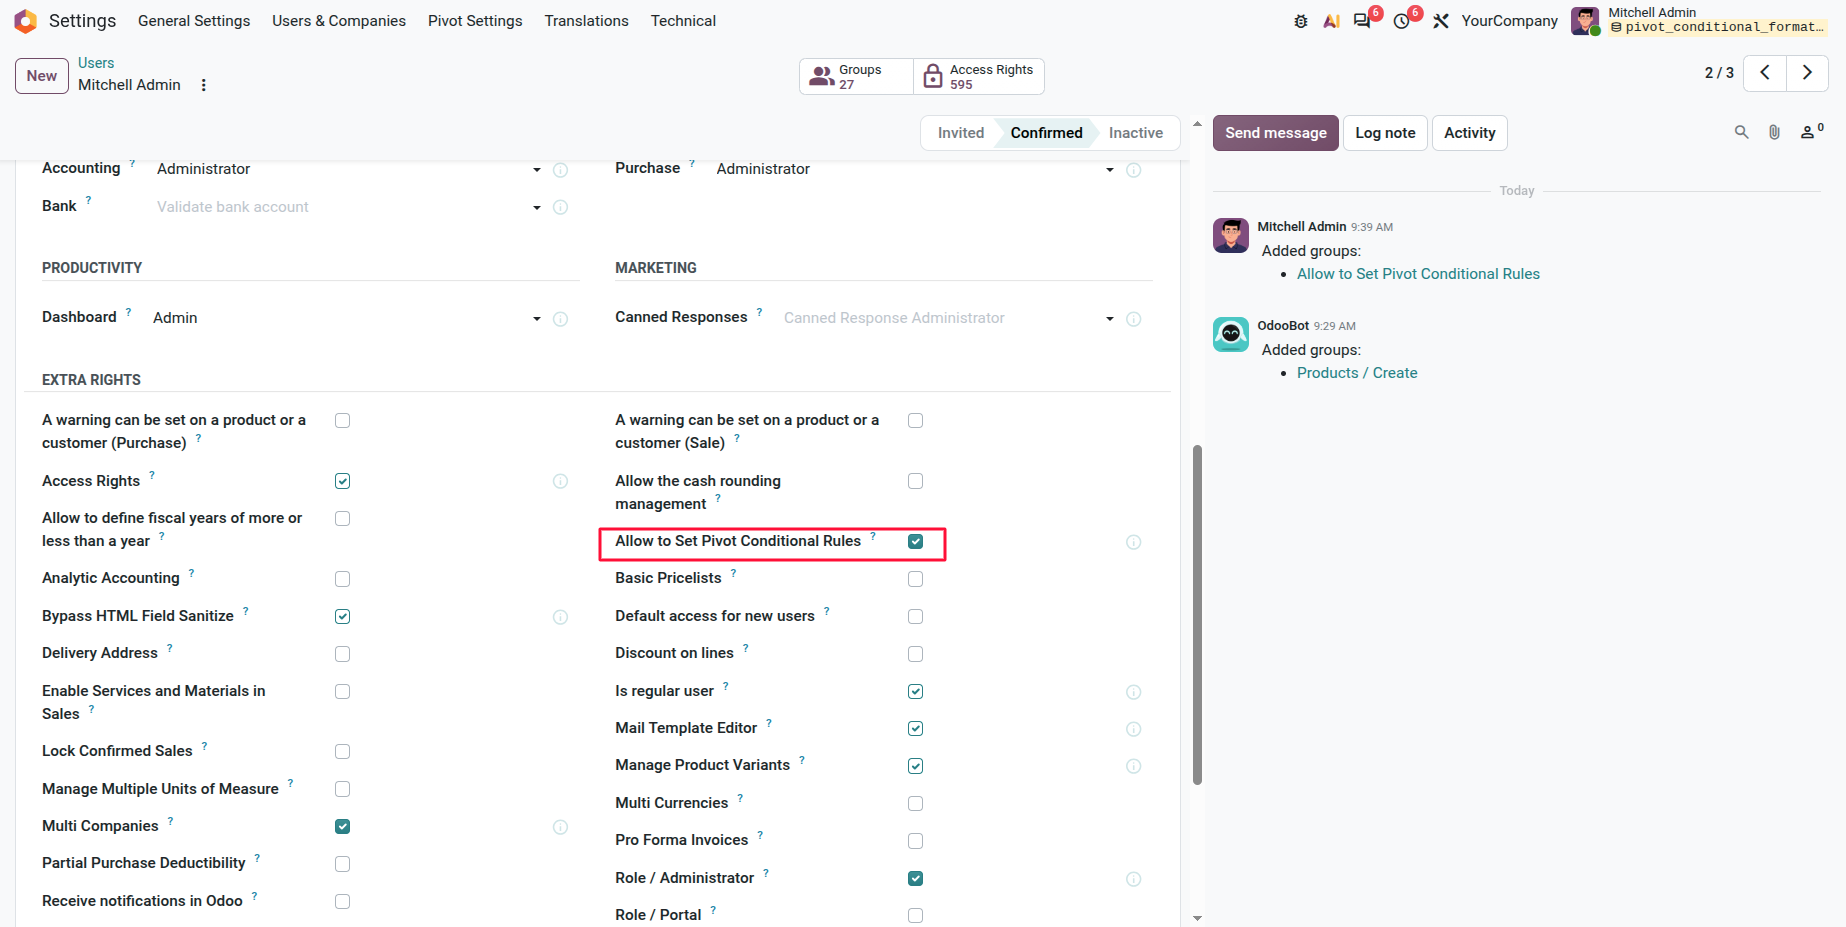 Settings General Settings Users & Companies Pivot Settings Translations Technical
AI 6 6 YourCompany Mitchell Admin
pivot_conditional_format...
New Users
Mitchell Admin
Groups 27
Access Rights 595
2 / 3
Invited Confirmed Inactive
Send message Log note Activity 0
Accounting ? Administrator
Purchase ? Administrator
Bank ? Validate bank account
PRODUCTIVITY
MARKETING
Dashboard ? Admin
Canned Responses ? Canned Response Administrator
EXTRA RIGHTS
A warning can be set on a product or a
customer (Purchase) ?
A warning can be set on a product or a
customer (Sale) ?
Access Rights ?
Allow the cash rounding
management ?
Allow to define fiscal years of more or
less than a year ?
Allow to Set Pivot Conditional Rules ?
Analytic Accounting ?
Basic Pricelists ?
Bypass HTML Field Sanitize ?
Default access for new users ?
Delivery Address ?
Discount on lines ?
Enable Services and Materials in
Sales ?
Is regular user ?
Mail Template Editor ?
Lock Confirmed Sales ?
Manage Product Variants ?
Manage Multiple Units of Measure ?
Multi Currencies ?
Multi Companies ?
Pro Forma Invoices ?
Partial Purchase Deductibility ?
Role / Administrator ?
Receive notifications in Odoo ?
Role / Portal ?
Today
Mitchell Admin 9:39 AM
Added groups:
• Allow to Set Pivot Conditional Rules
OdooBot 9:29 AM
Added groups:
• Products / Create